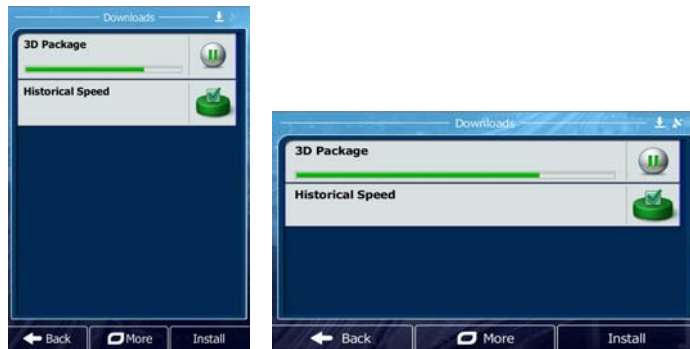 Downloads
3D Package
Historical Speed
Back More Install
Downloads
3D Package
Historical Speed
Back More Install